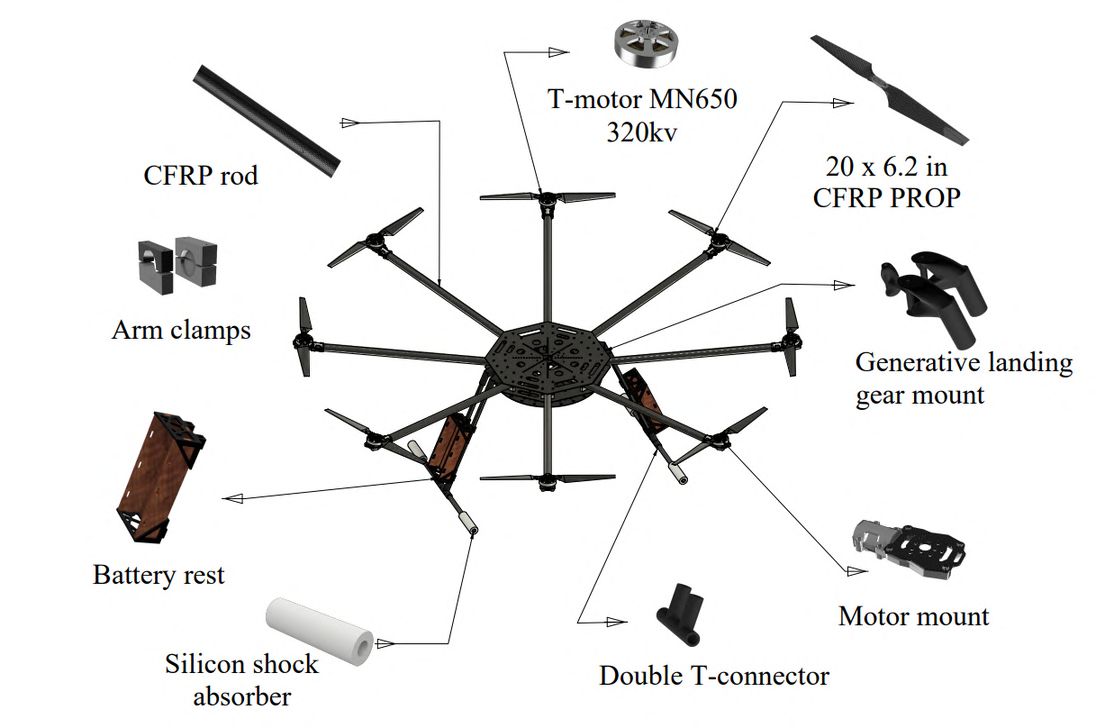 T-motor MN650
320kv
20 x 6.2 in
CFRP PROP
CFRP rod
Arm clamps
Generative landing
gear mount
Battery rest
Motor mount
Silicon shock
absorber
Double T-connector